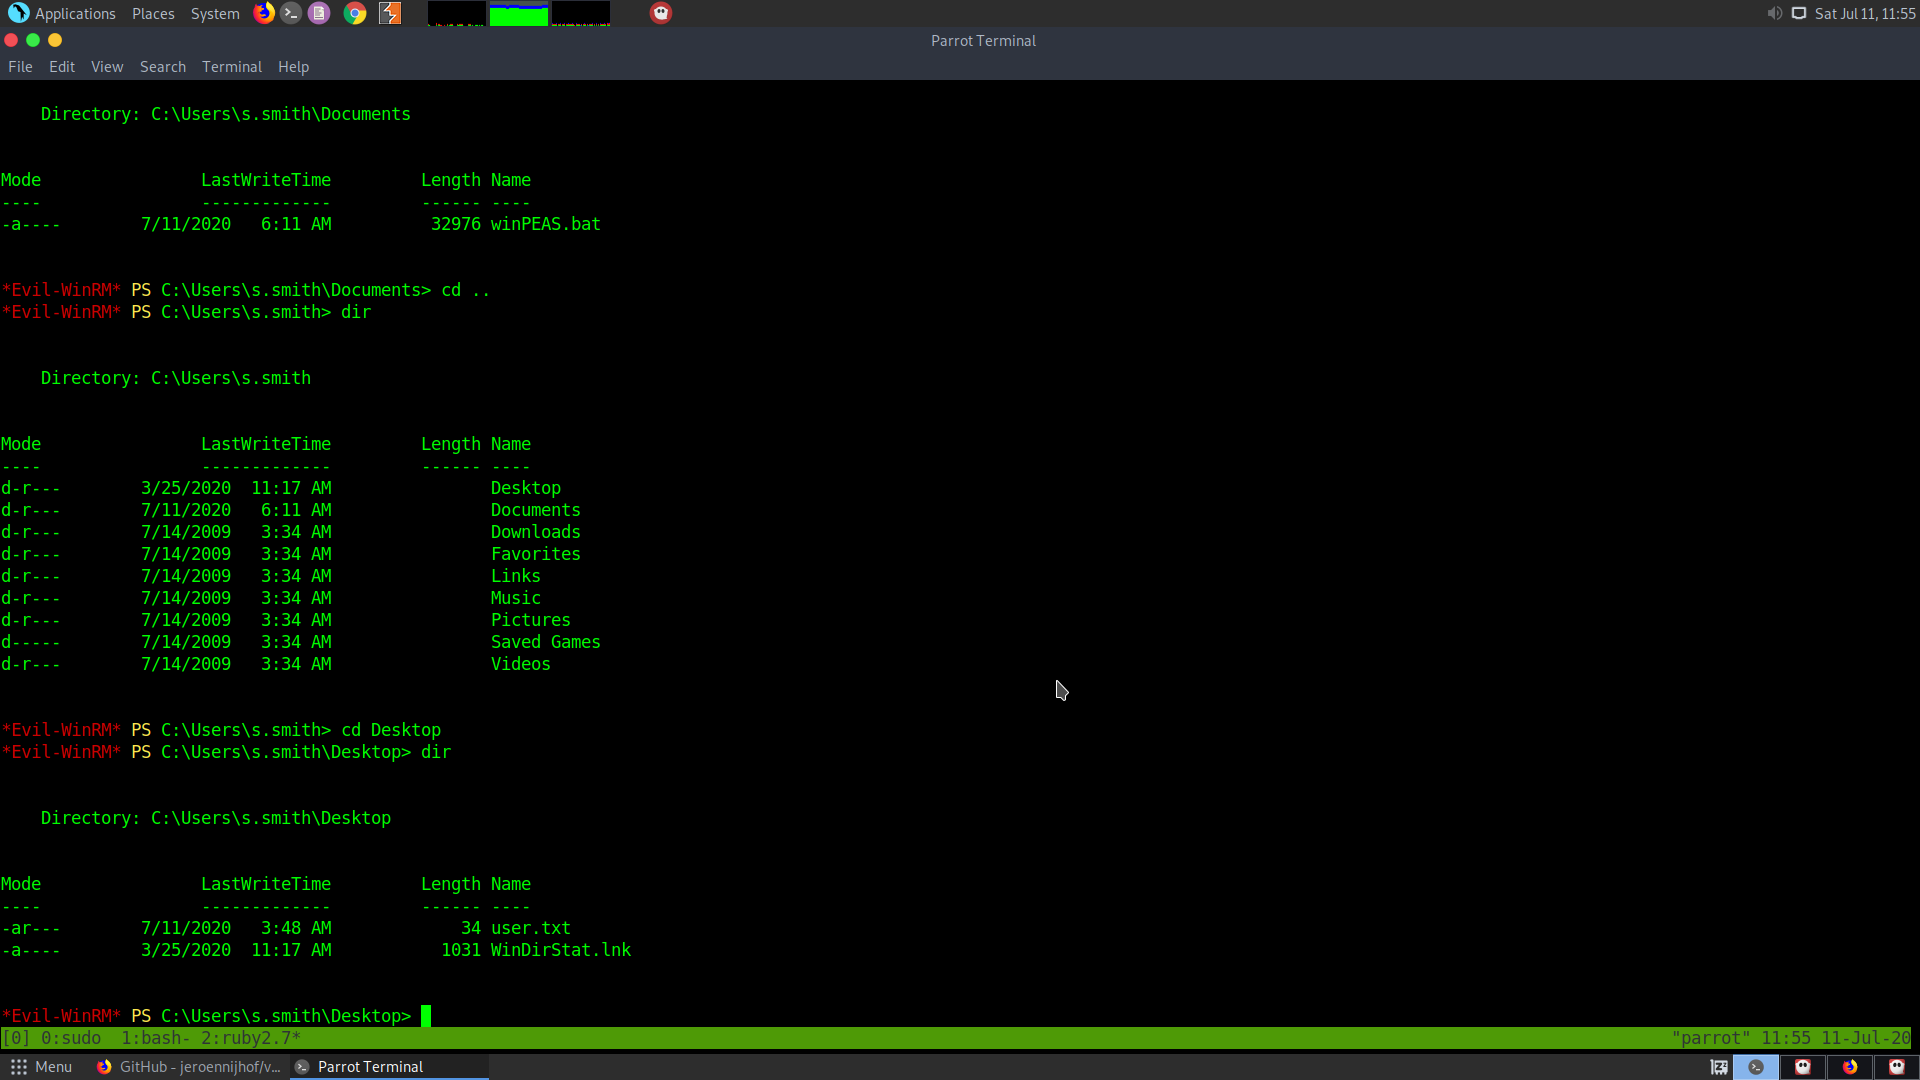 Applications Places System Sat Jul 11, 11:55
Parrot Terminal
File Edit View Search Terminal Help
    Directory: C:\Users\s.smith\Documents
Mode                LastWriteTime         Length Name
----                -------------         ------ ----
-a----        7/11/2020   6:11 AM          32976 winPEAS.bat
*Evil-WinRM* PS C:\Users\s.smith\Documents> cd ..
*Evil-WinRM* PS C:\Users\s.smith> dir
    Directory: C:\Users\s.smith
Mode                LastWriteTime         Length Name
----                -------------         ------ ----
d-r---        3/25/2020  11:17 AM                Desktop
d-r---        7/11/2020   6:11 AM                Documents
d-r---        7/14/2009   3:34 AM                Downloads
d-r---        7/14/2009   3:34 AM                Favorites
d-r---        7/14/2009   3:34 AM                Links
d-r---        7/14/2009   3:34 AM                Music
d-r---        7/14/2009   3:34 AM                Pictures
d-----        7/14/2009   3:34 AM                Saved Games
d-r---        7/14/2009   3:34 AM                Videos
*Evil-WinRM* PS C:\Users\s.smith> cd Desktop
*Evil-WinRM* PS C:\Users\s.smith\Desktop> dir
    Directory: C:\Users\s.smith\Desktop
Mode                LastWriteTime         Length Name
----                -------------         ------ ----
-ar---        7/11/2020   3:48 AM             34 user.txt
-a----        3/25/2020  11:17 AM           1031 WinDirStat.lnk
*Evil-WinRM* PS C:\Users\s.smith\Desktop>
[0] 0:sudo  1:bash- 2:ruby2.7* "parrot" 11:55 11-Jul-20
Menu GitHub - jeroennijhof/v... Parrot Terminal